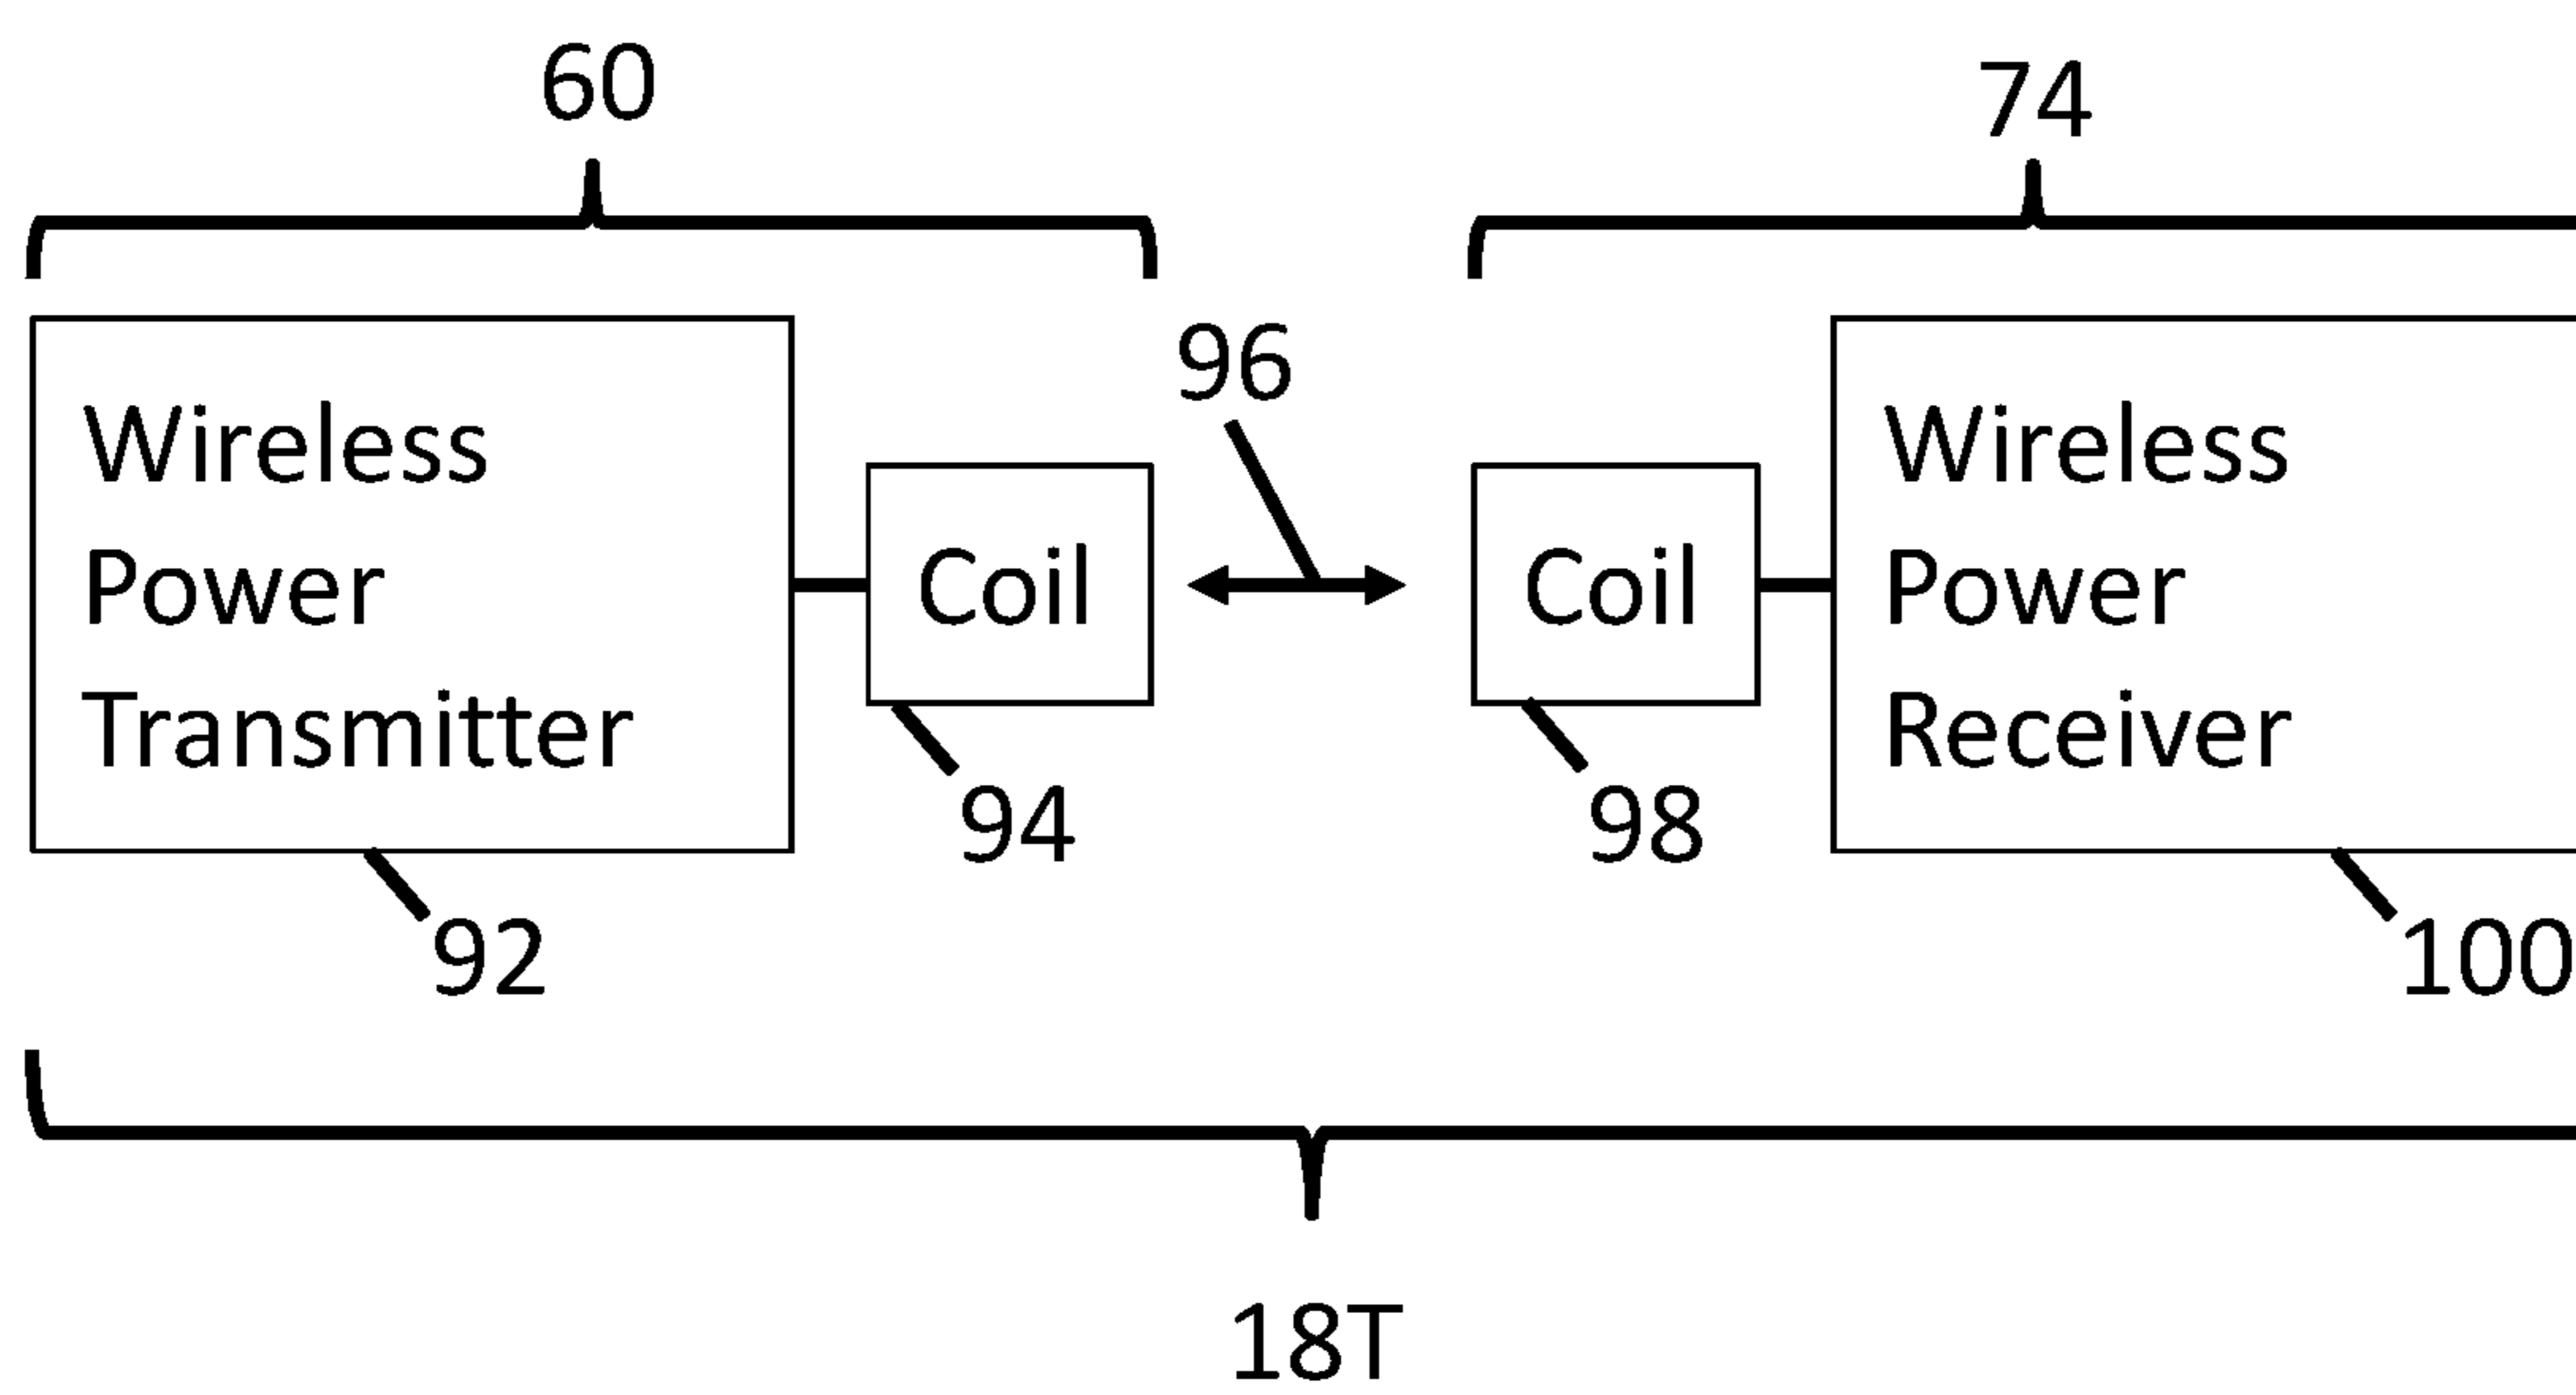 60
74
96
Wireless
Power
Transmitter
Coil
Coil
Wireless
Power
Receiver
94
98
92
100
18T